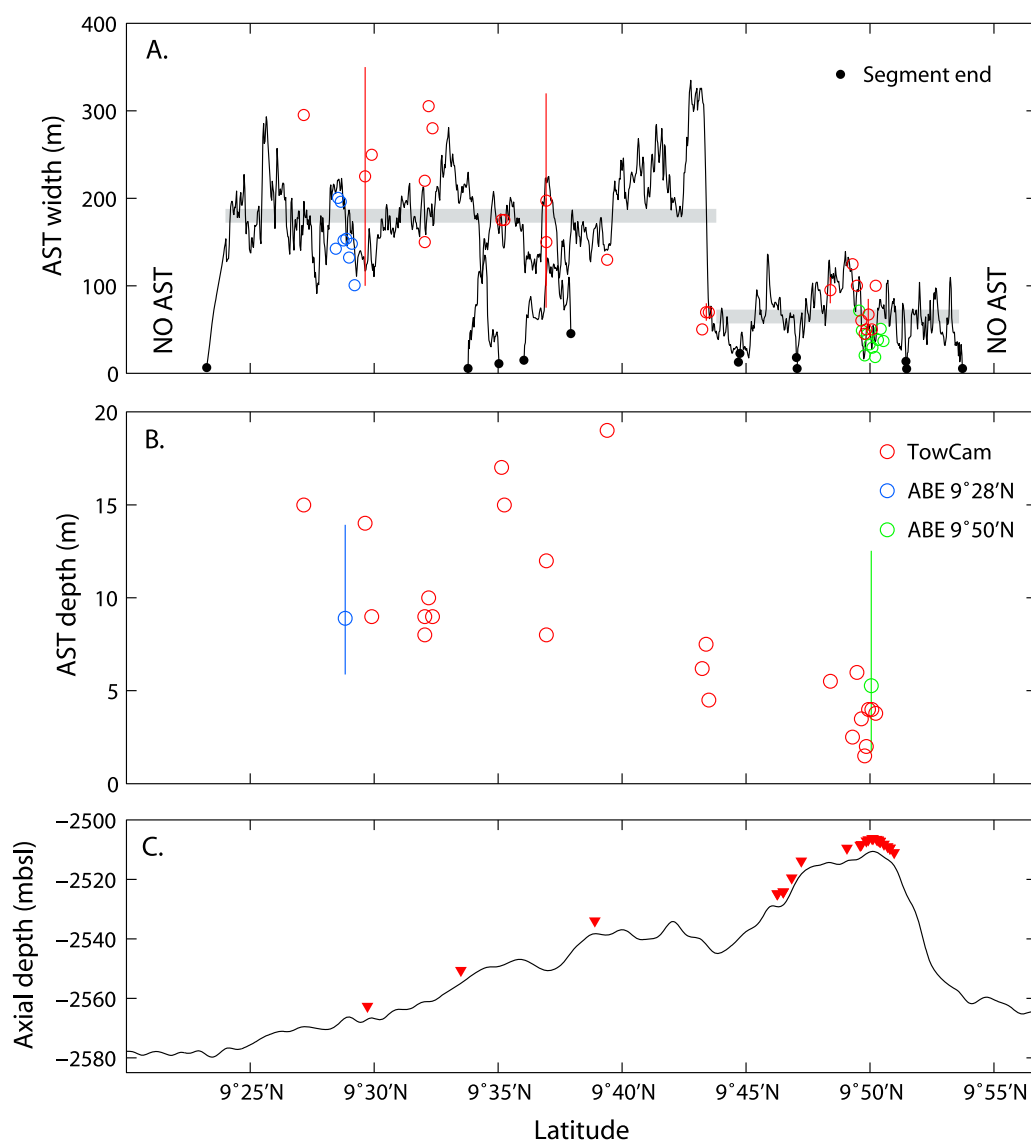 A.
Segment end
AST width (m)
400
300
200
100
0
NO AST
NO AST
B.
TowCam
ABE 9˚28'N
ABE 9˚50'N
AST depth (m)
20
15
10
5
0
C.
Axial depth (mbsl)
−2500
−2520
−2540
−2560
−2580
9˚25'N 9˚30'N 9˚35'N 9˚40'N 9˚45'N 9˚50'N 9˚55'N
Latitude